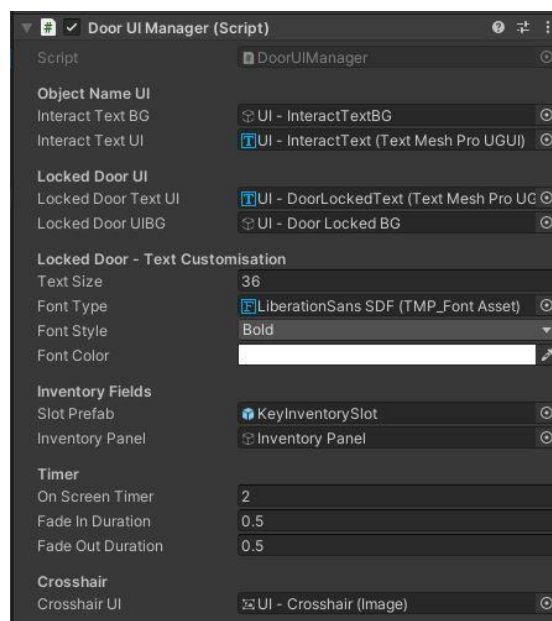 Door UI Manager (Script)
Script DoorUIManager
Object Name UI
Interact Text BG UI - InteractTextBG
Interact Text UI UI - InteractText (Text Mesh Pro UGUI)
Locked Door UI
Locked Door Text UI UI - DoorLockedText (Text Mesh Pro UG
Locked Door UIBG UI - Door Locked BG
Locked Door - Text Customisation
Text Size 36
Font Type LiberationSans SDF (TMP_Font Asset)
Font Style Bold
Font Color
Inventory Fields
Slot Prefab KeyInventorySlot
Inventory Panel Inventory Panel
Timer
On Screen Timer 2
Fade In Duration 0.5
Fade Out Duration 0.5
Crosshair
Crosshair UI UI - Crosshair (Image)